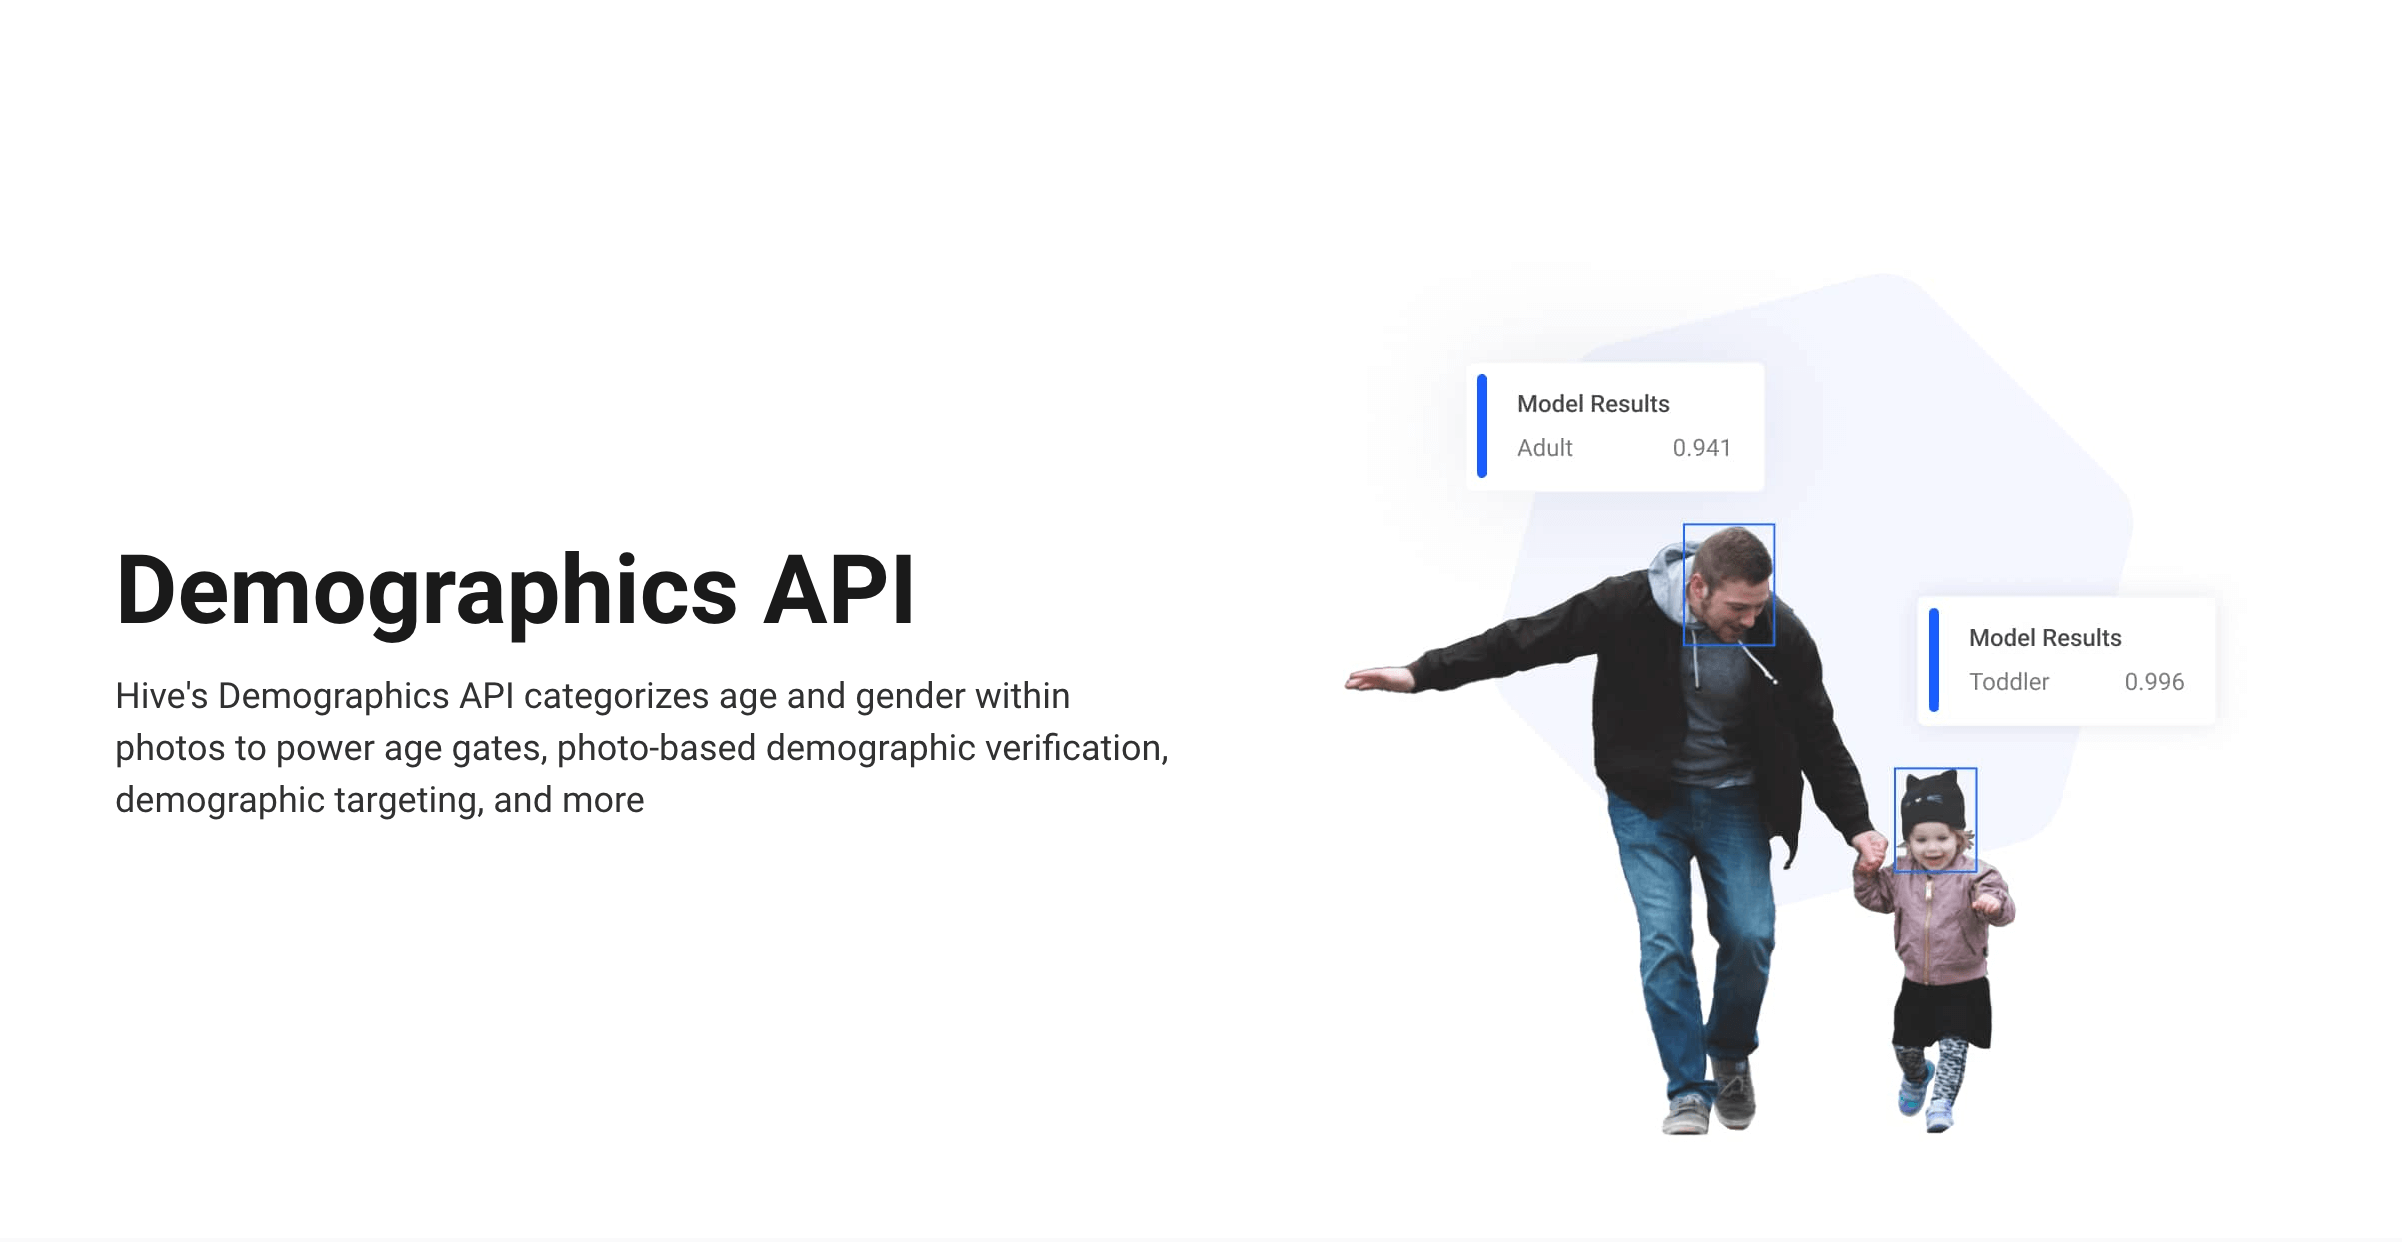 Demographics API
Hive's Demographics API categorizes age and gender within
photos to power age gates, photo-based demographic verification,
demographic targeting, and more
Model Results
Adult 0.941
Model Results
Toddler 0.996